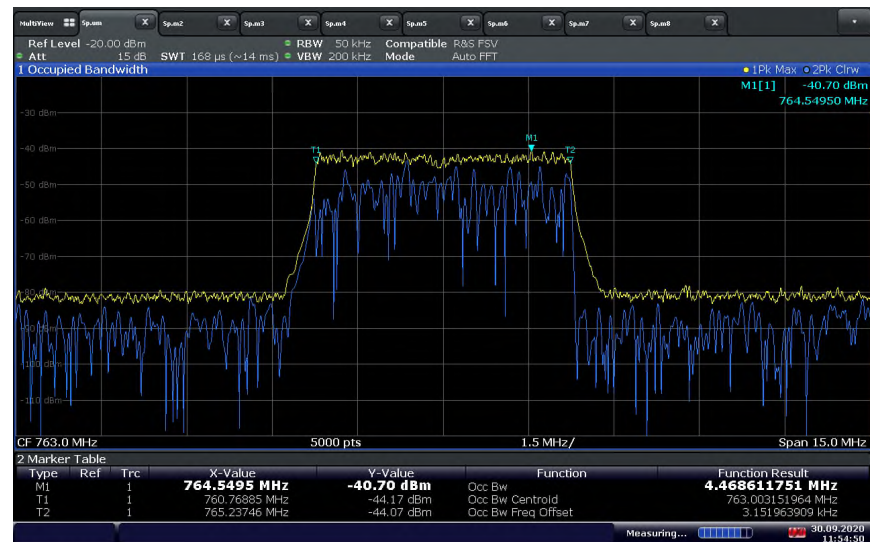 MultiView Sp.um X Sp.m2 X Sp.m3 X Sp.m4 X Sp.m5 X Sp.m6 X Sp.m7 X Sp.m8 X
Ref Level -20.00 dBm RBW 50 kHz Compatible R&S FSV
Att 15 dB SWT 168 µs (~14 ms) VBW 200 kHz Mode Auto FFT
1 Occupied Bandwidth 1Pk Max 2Pk Clrw
M1[1] -40.70 dBm
764.54950 MHz
-30 dBm
M1
-40 dBm
T1 T2
-50 dBm
-60 dBm
-70 dBm
-80 dBm
-90 dBm
-100 dBm
-110 dBm
CF 763.0 MHz 5000 pts 1.5 MHz/ Span 15.0 MHz
2 Marker Table
Type Ref Trc X-Value Y-Value Function Function Result
M1 1 764.5495 MHz -40.70 dBm Occ Bw 4.468611751 MHz
T1 1 760.76885 MHz -44.17 dBm Occ Bw Centroid 763.003151964 MHz
T2 1 765.23746 MHz -44.07 dBm Occ Bw Freq Offset 3.151963909 kHz
Measuring... 30.09.2020
11:54:50